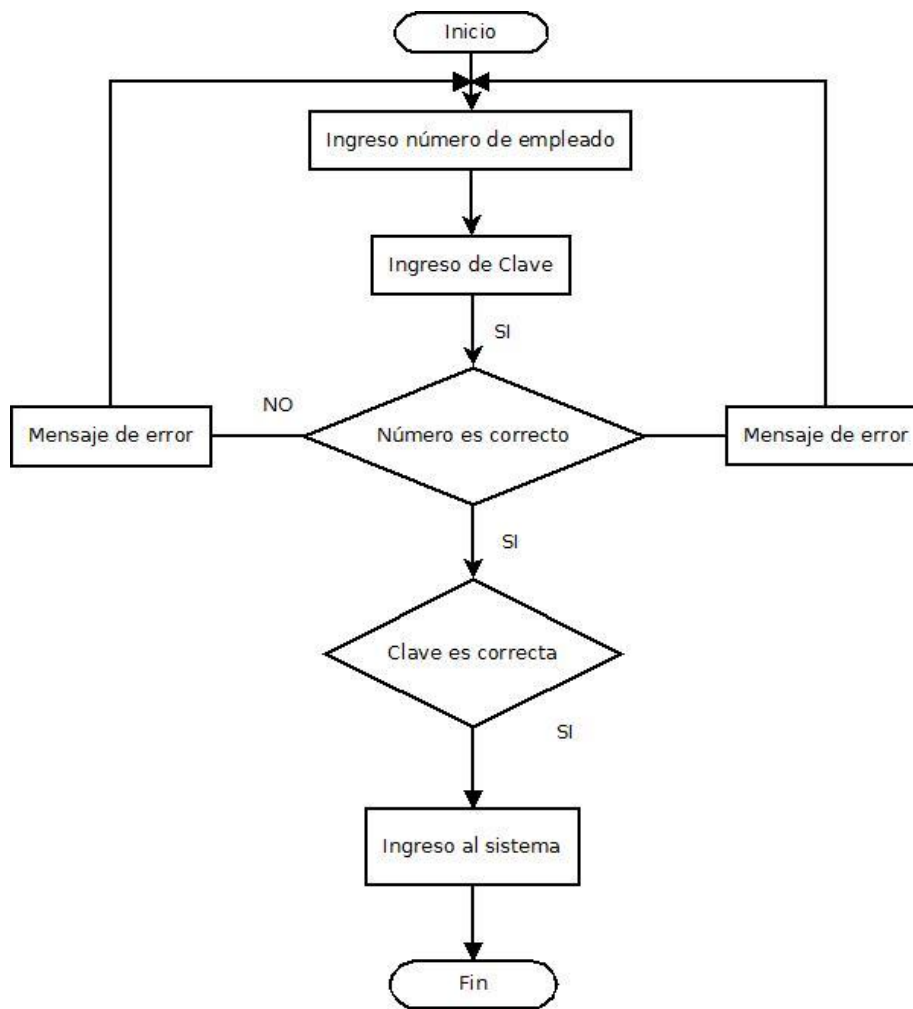 Inicio
Ingreso número de empleado
Ingreso de Clave
SI
NO
Mensaje de error
Número es correcto
Mensaje de error
SI
Clave es correcta
SI
Ingreso al sistema
Fin